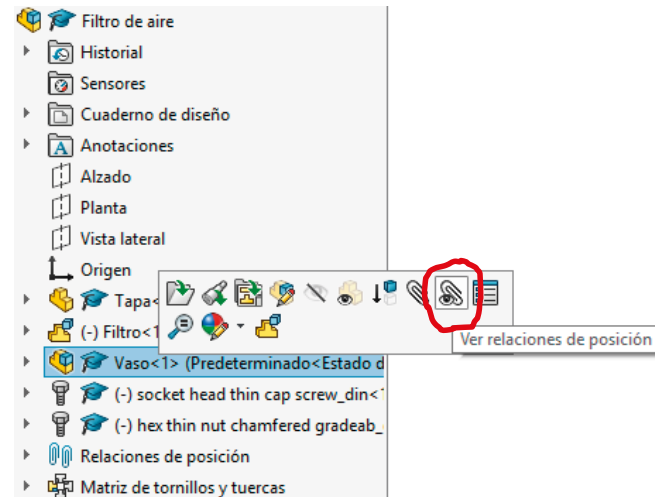 Filtro de aire
Historial
Sensores
Cuaderno de diseño
A Anotaciones
Alzado
Planta
Vista lateral
Origen
Tapa<
(-) Filtro<1
Ver relaciones de posición
Vaso<1> (Predeterminado<Estado d
(-) socket head thin cap screw_din<
(-) hex thin nut chamfered gradeab_
Relaciones de posición
Matriz de tornillos y tuercas